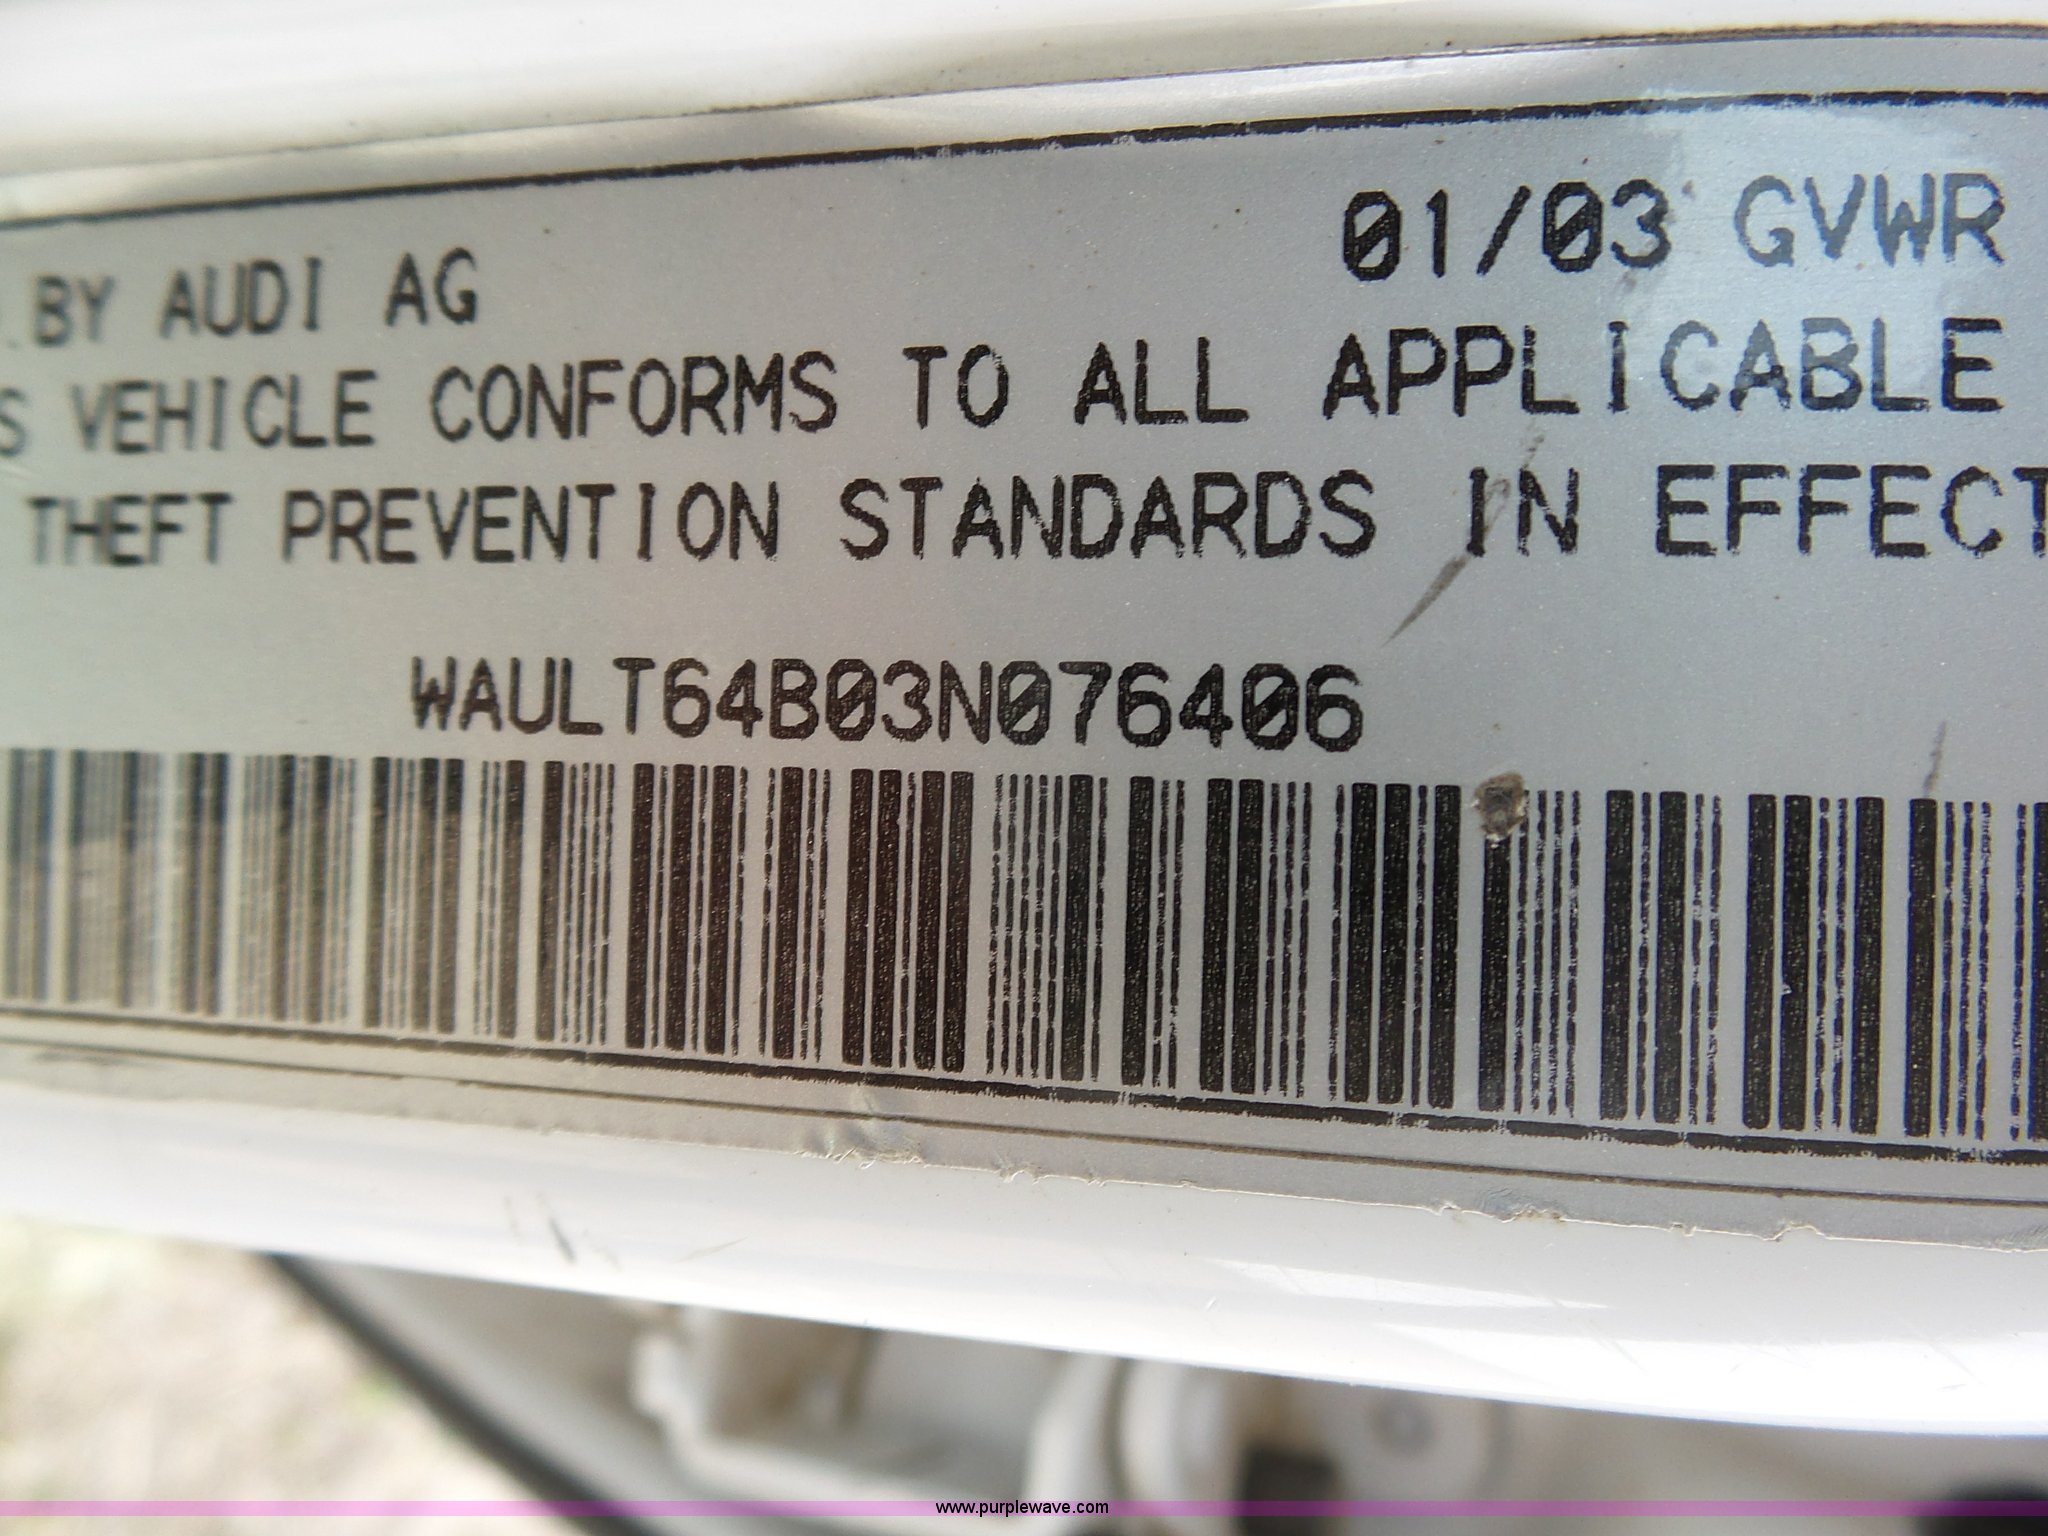 BY AUDI AG 01/03 GVWR
S VEHICLE CONFORMS TO ALL APPLICABLE
THEFT PREVENTION STANDARDS IN EFFECT
WAULT64B03N076406
www.purplewave.com